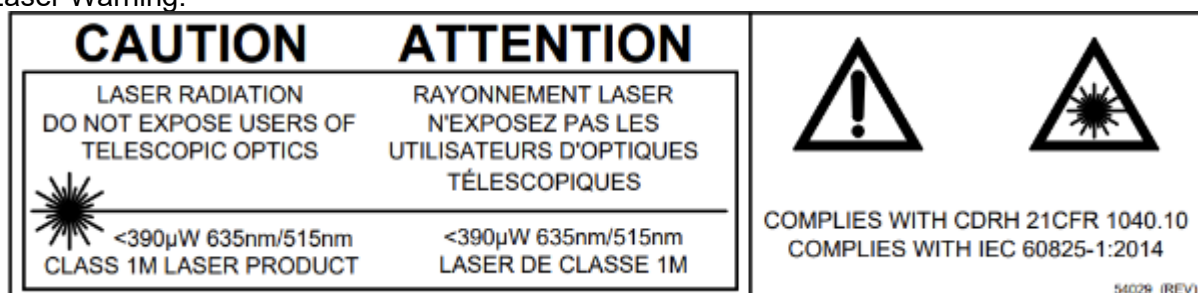 Laser Warning:
CAUTION
LASER RADIATION
DO NOT EXPOSE USERS OF
TELESCOPIC OPTICS
<390µW 635nm/515nm
CLASS 1M LASER PRODUCT
ATTENTION
RAYONNEMENT LASER
N'EXPOSEZ PAS LES
UTILISATEURS D'OPTIQUES
TÉLESCOPIQUES
<390µW 635nm/515nm
LASER DE CLASSE 1M
COMPLIES WITH CDRH 21CFR 1040.10
COMPLIES WITH IEC 60825-1:2014
54029 (REV)